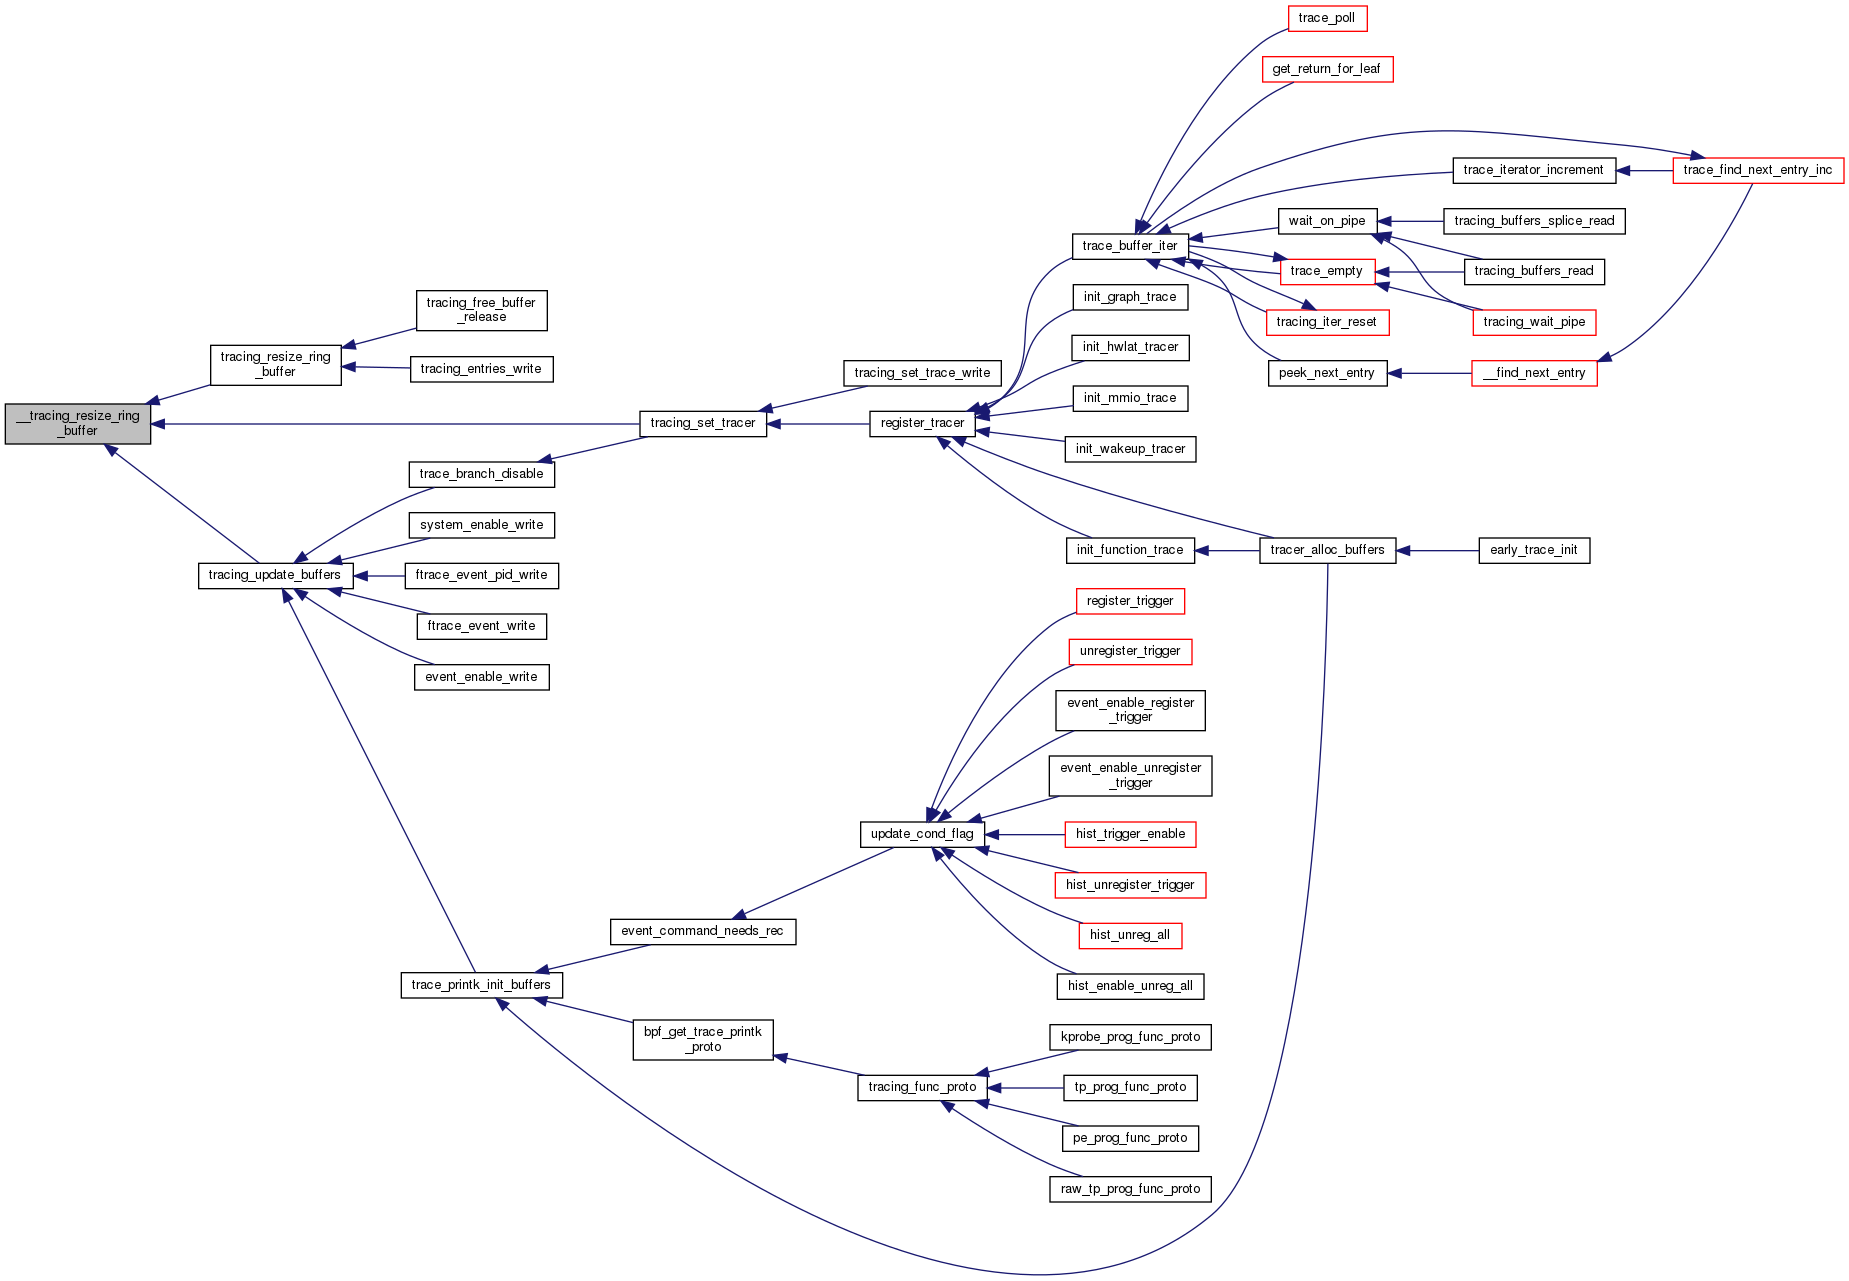 trace_poll
get_return_for_leaf
trace_iterator_increment
trace_find_next_entry_inc
wait_on_pipe
tracing_buffers_splice_read
trace_buffer_iter
trace_empty
tracing_buffers_read
tracing_free_buffer
_release
init_graph_trace
tracing_iter_reset
tracing_wait_pipe
tracing_resize_ring
_buffer
init_hwlat_tracer
tracing_entries_write
tracing_set_trace_write
peek_next_entry
__find_next_entry
init_mmio_trace
__tracing_resize_ring
_buffer
tracing_set_tracer
register_tracer
init_wakeup_tracer
trace_branch_disable
system_enable_write
init_function_trace
tracer_alloc_buffers
early_trace_init
tracing_update_buffers
ftrace_event_pid_write
register_trigger
ftrace_event_write
unregister_trigger
event_enable_write
event_enable_register
_trigger
event_enable_unregister
_trigger
update_cond_flag
hist_trigger_enable
hist_unregister_trigger
event_command_needs_rec
hist_unreg_all
trace_printk_init_buffers
hist_enable_unreg_all
bpf_get_trace_printk
_proto
kprobe_prog_func_proto
tracing_func_proto
tp_prog_func_proto
pe_prog_func_proto
raw_tp_prog_func_proto